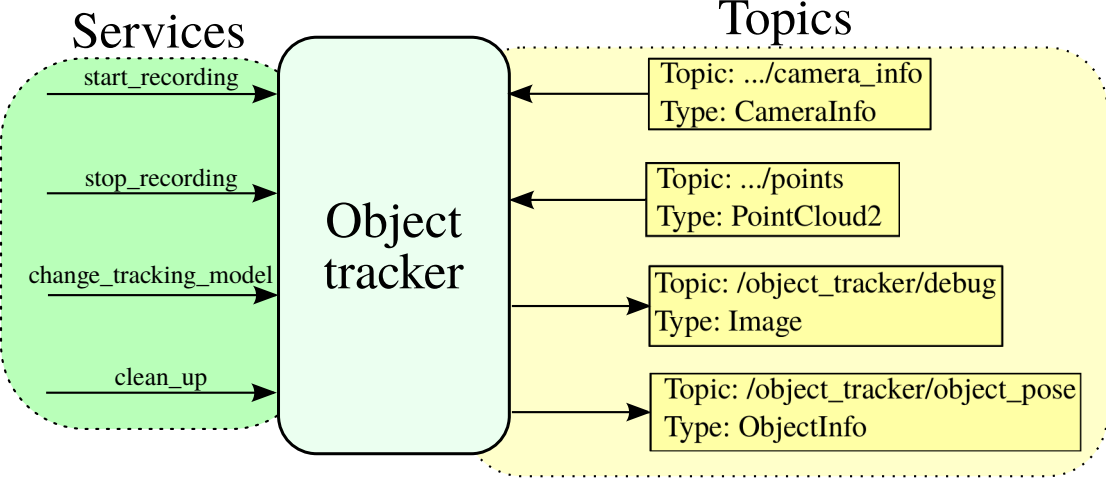 Services
Topics
start_recording
stop_recording
change_tracking_model
clean_up
Object
tracker
Topic: .../camera_info
Type: CameraInfo
Topic: .../points
Type: PointCloud2
Topic: /object_tracker/debug
Type: Image
Topic: /object_tracker/object_pose
Type: ObjectInfo